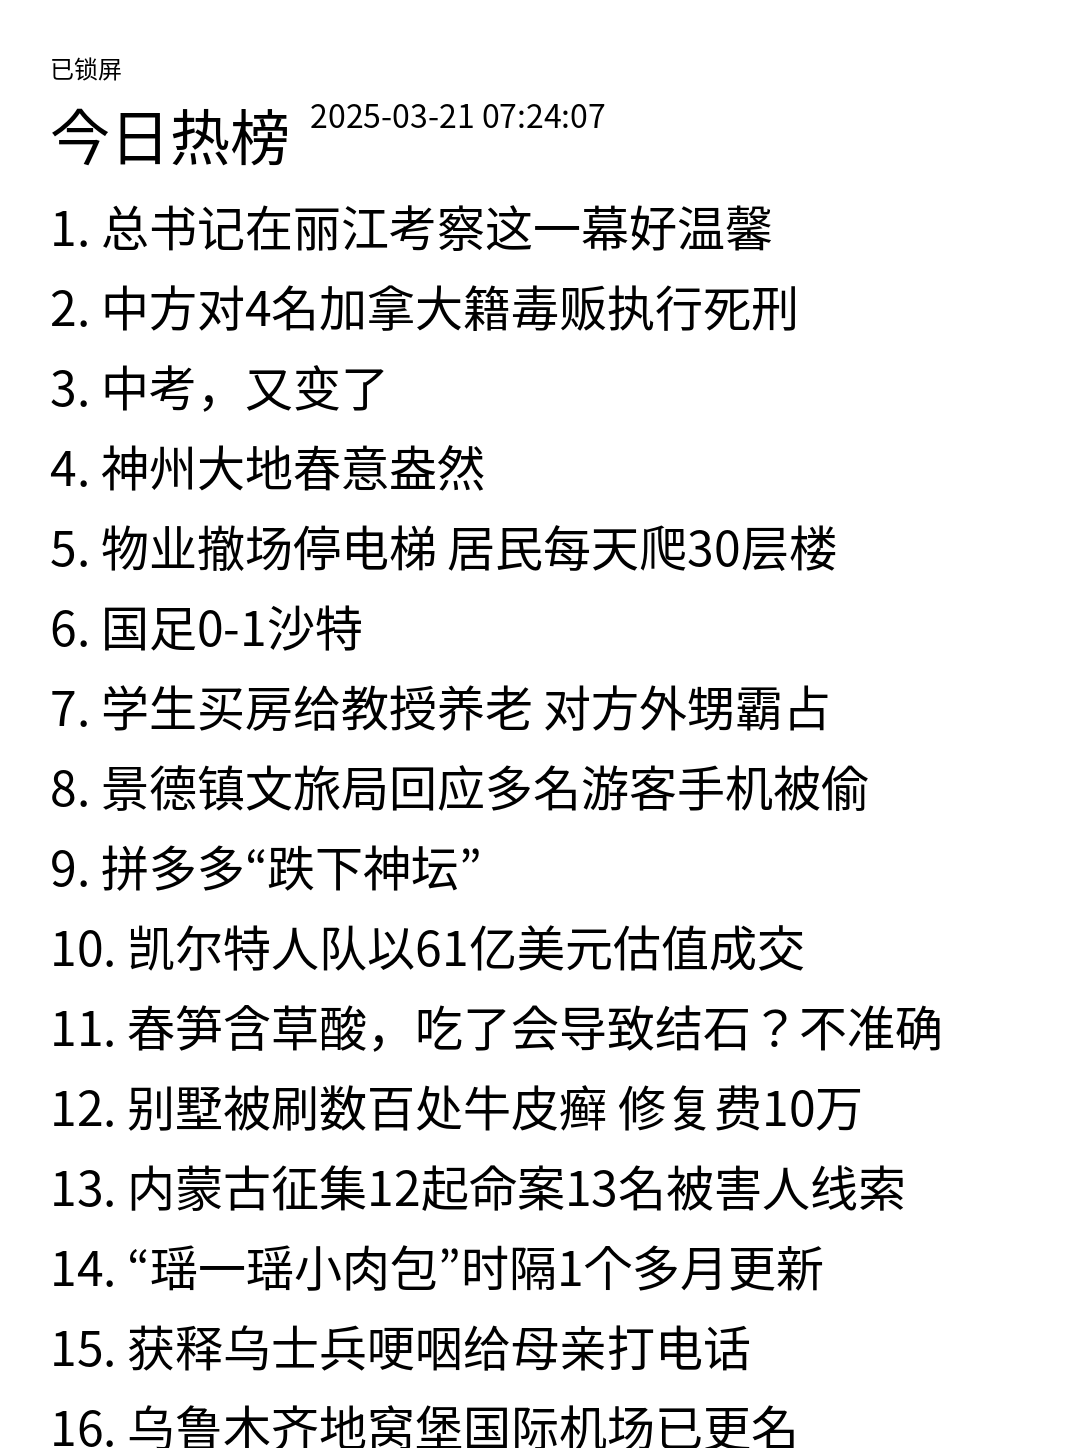 已锁屏
今日热榜 2025-03-21 07:24:07
1. 总书记在丽江考察这一幕好温馨
2. 中方对4名加拿大籍毒贩执行死刑
3. 中考，又变了
4. 神州大地春意盎然
5. 物业撤场停电梯 居民每天爬30层楼
6. 国足0-1沙特
7. 学生买房给教授养老 对方外甥霸占
8. 景德镇文旅局回应多名游客手机被偷
9. 拼多多“跌下神坛”
10. 凯尔特人队以61亿美元估值成交
11. 春笋含草酸，吃了会导致结石？不准确
12. 别墅被刷数百处牛皮癣 修复费10万
13. 内蒙古征集12起命案13名被害人线索
14. “瑶一瑶小肉包”时隔1个多月更新
15. 获释乌士兵哽咽给母亲打电话
16. 乌鲁木齐地窝堡国际机场已更名